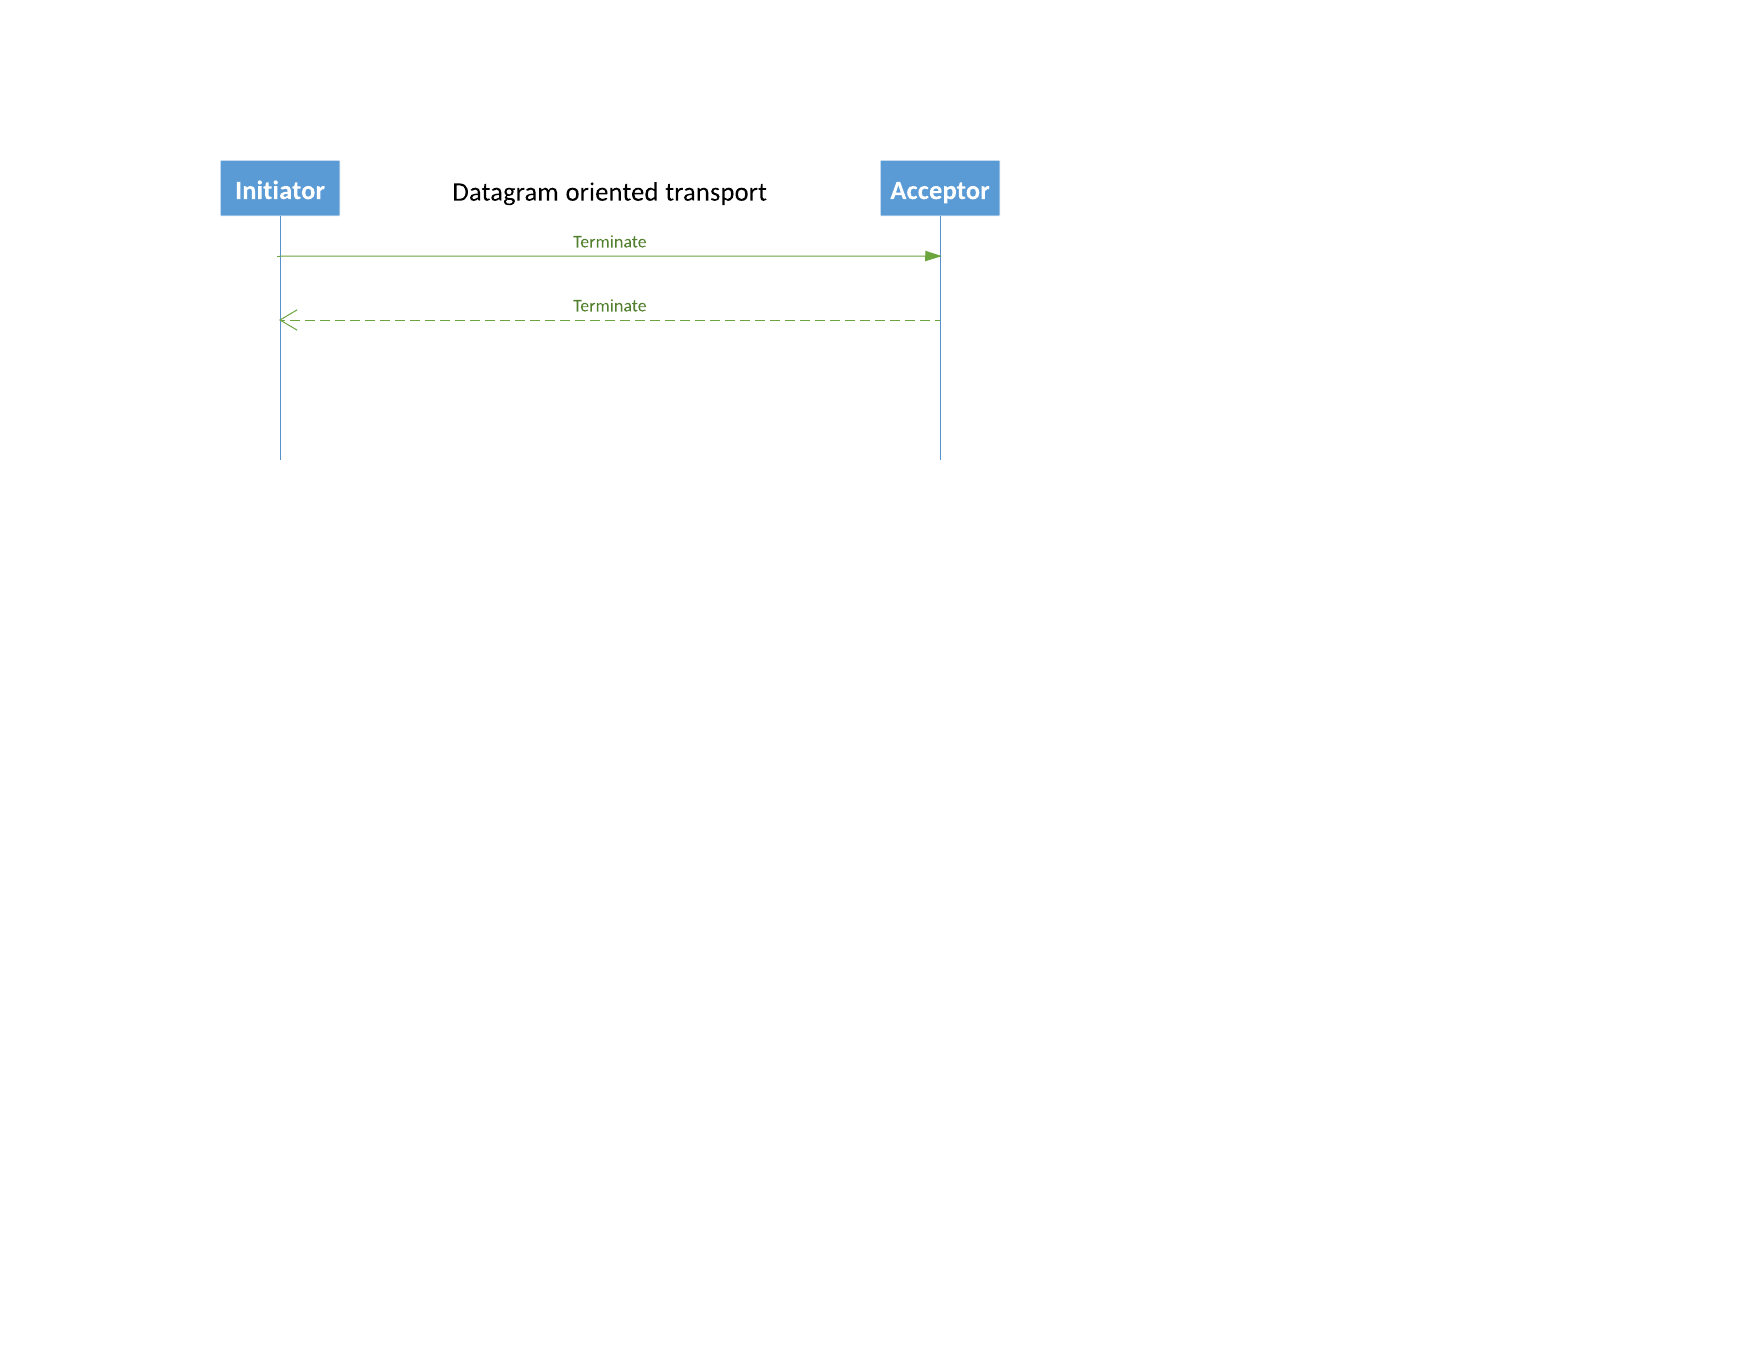 Initiator
Datagram oriented transport
Acceptor
Terminate
Terminate